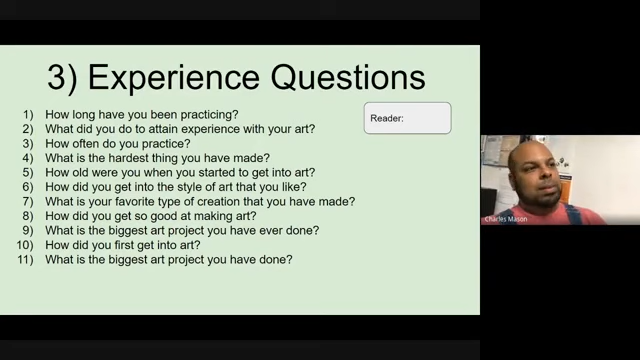 3) Experience Questions
Reader:
1) How long have you been practicing?
2) What did you do to attain experience with your art?
3) How often do you practice?
4) What is the hardest thing you have made?
5) How old were you when you started to get into art?
6) How did you get into the style of art that you like?
7) What is your favorite type of creation that you have made?
8) How did you get so good at making art?
9) What is the biggest art project you have ever done?
10) How did you first get into art?
11) What is the biggest art project you have done?
Charles Mason